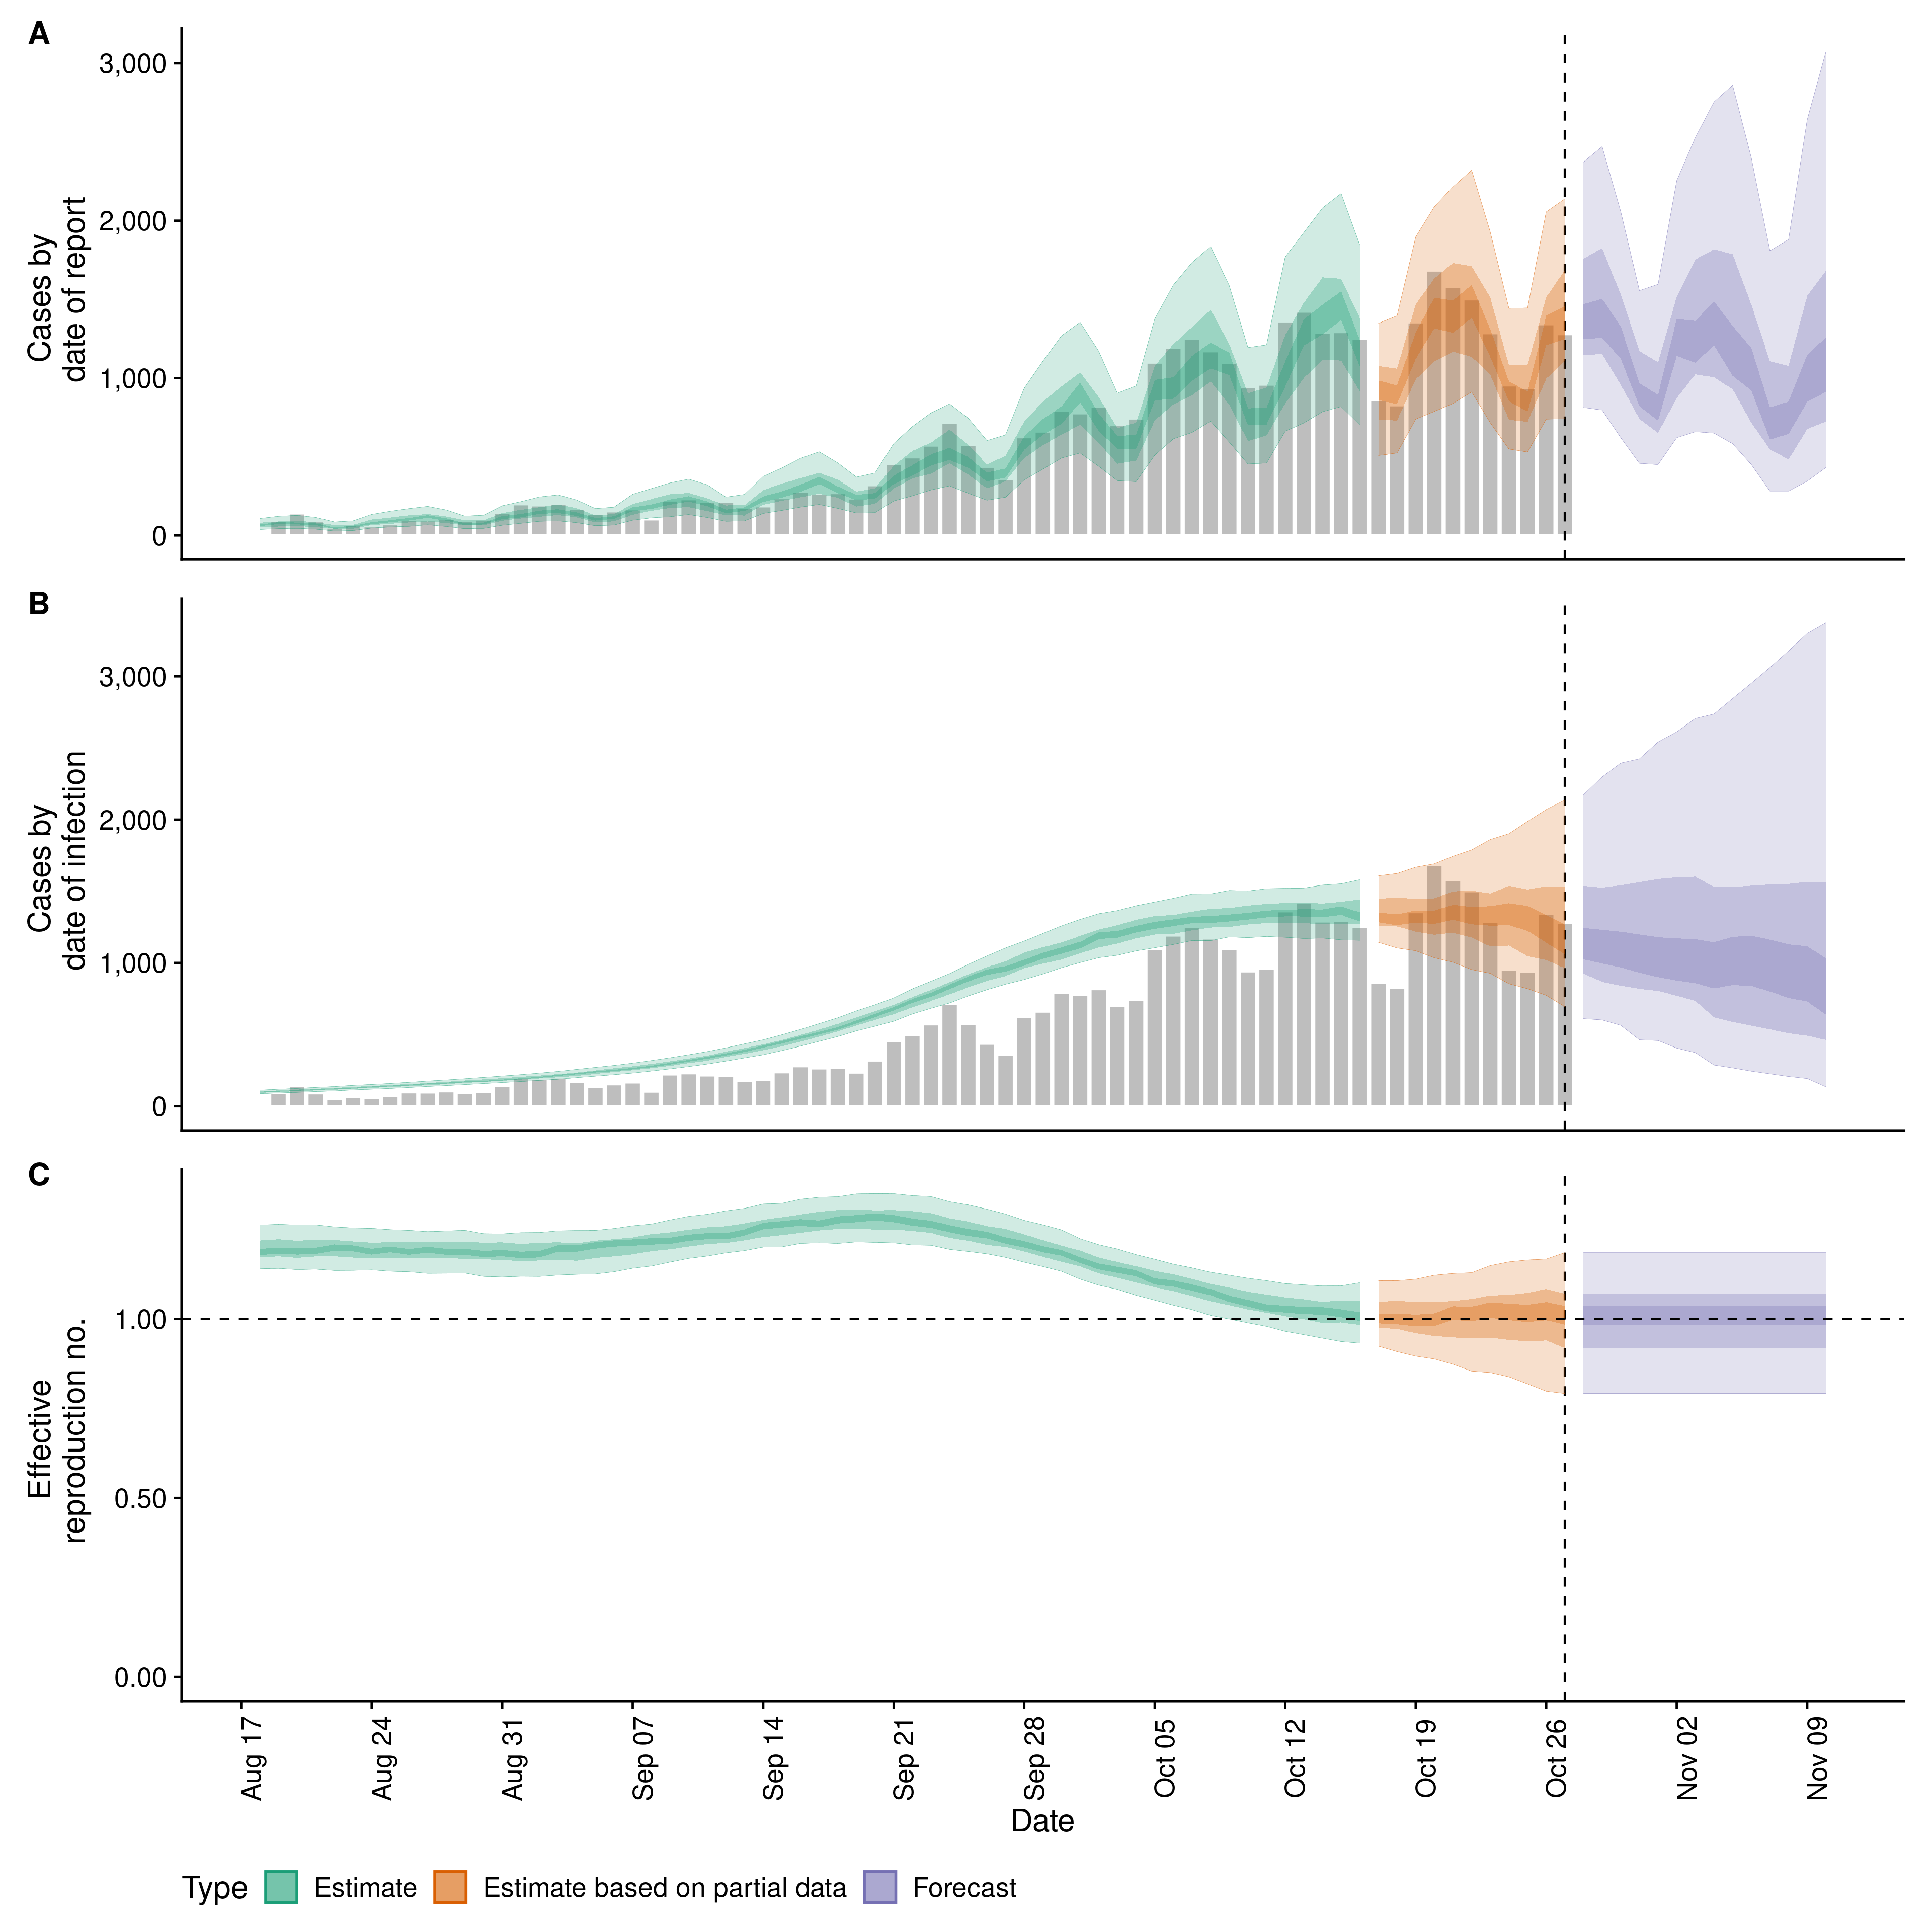 A
Cases by
date of report
3,000
2,000
1,000
0
B
Cases by
date of infection
3,000
2,000
1,000
0
C
Effective
reproduction no.
1.00
0.50
0.00
Aug 17
Aug 24
Aug 31
Sep 07
Sep 14
Sep 21
Sep 28
Oct 05
Oct 12
Oct 19
Oct 26
Nov 02
Nov 09
Date
Type Estimate Estimate based on partial data Forecast